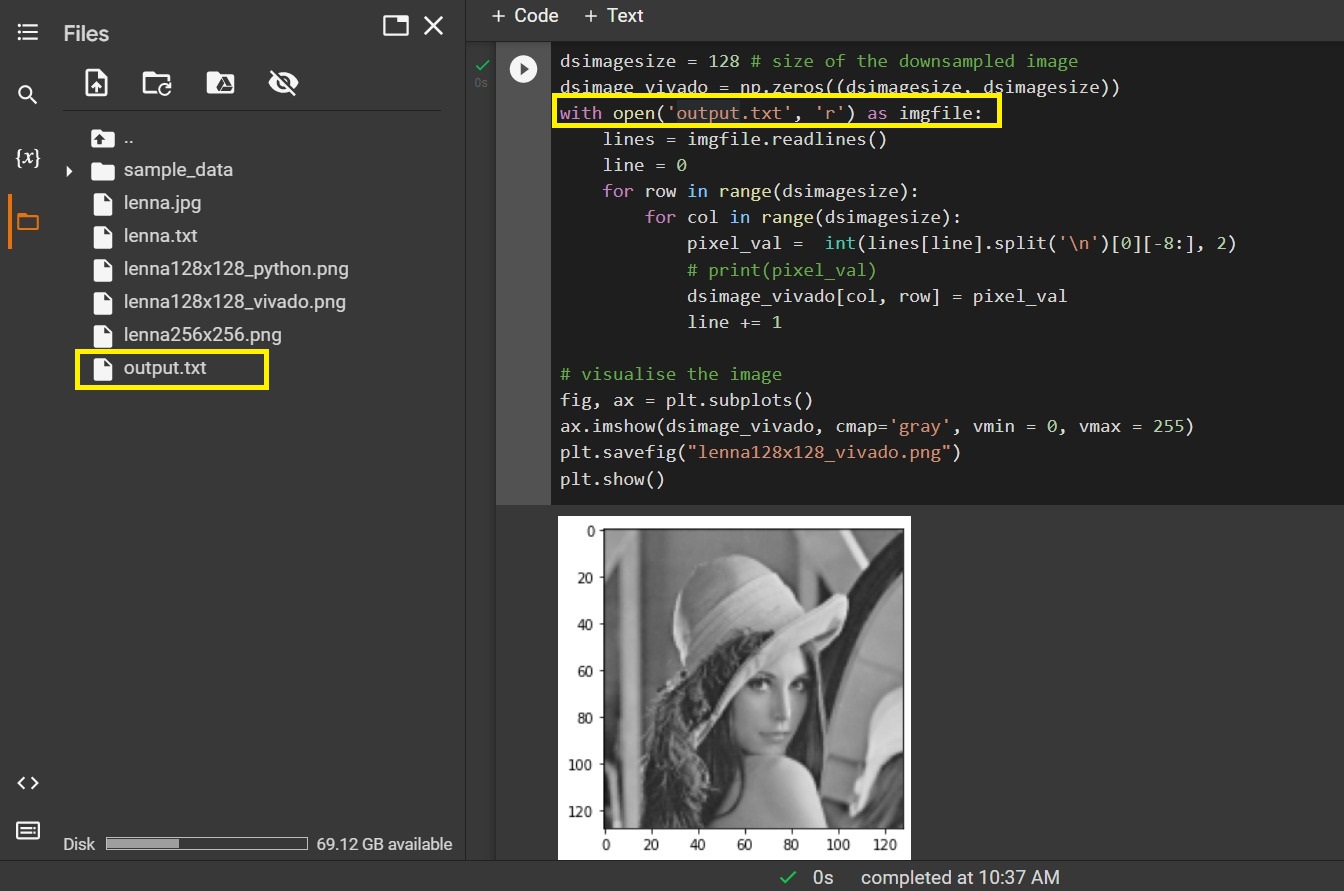 Files
+ Code + Text
{x}
..
sample_data
lenna.jpg
lenna.txt
lenna128x128_python.png
lenna128x128_vivado.png
lenna256x256.png
output.txt
Disk 69.12 GB available
0s
dsimagesize = 128 # size of the downsampled image
dsimage_vivado = np.zeros((dsimagesize, dsimagesize))
with open('output.txt', 'r') as imgfile:
    lines = imgfile.readlines()
    line = 0
    for row in range(dsimagesize):
        for col in range(dsimagesize):
            pixel_val =  int(lines[line].split('\n')[0][-8:], 2)
            # print(pixel_val)
            dsimage_vivado[col, row] = pixel_val
            line += 1
# visualise the image
fig, ax = plt.subplots()
ax.imshow(dsimage_vivado, cmap='gray', vmin = 0, vmax = 255)
plt.savefig("lenna128x128_vivado.png")
plt.show()
0
20
40
60
80
100
120
0 20 40 60 80 100 120
0s completed at 10:37 AM